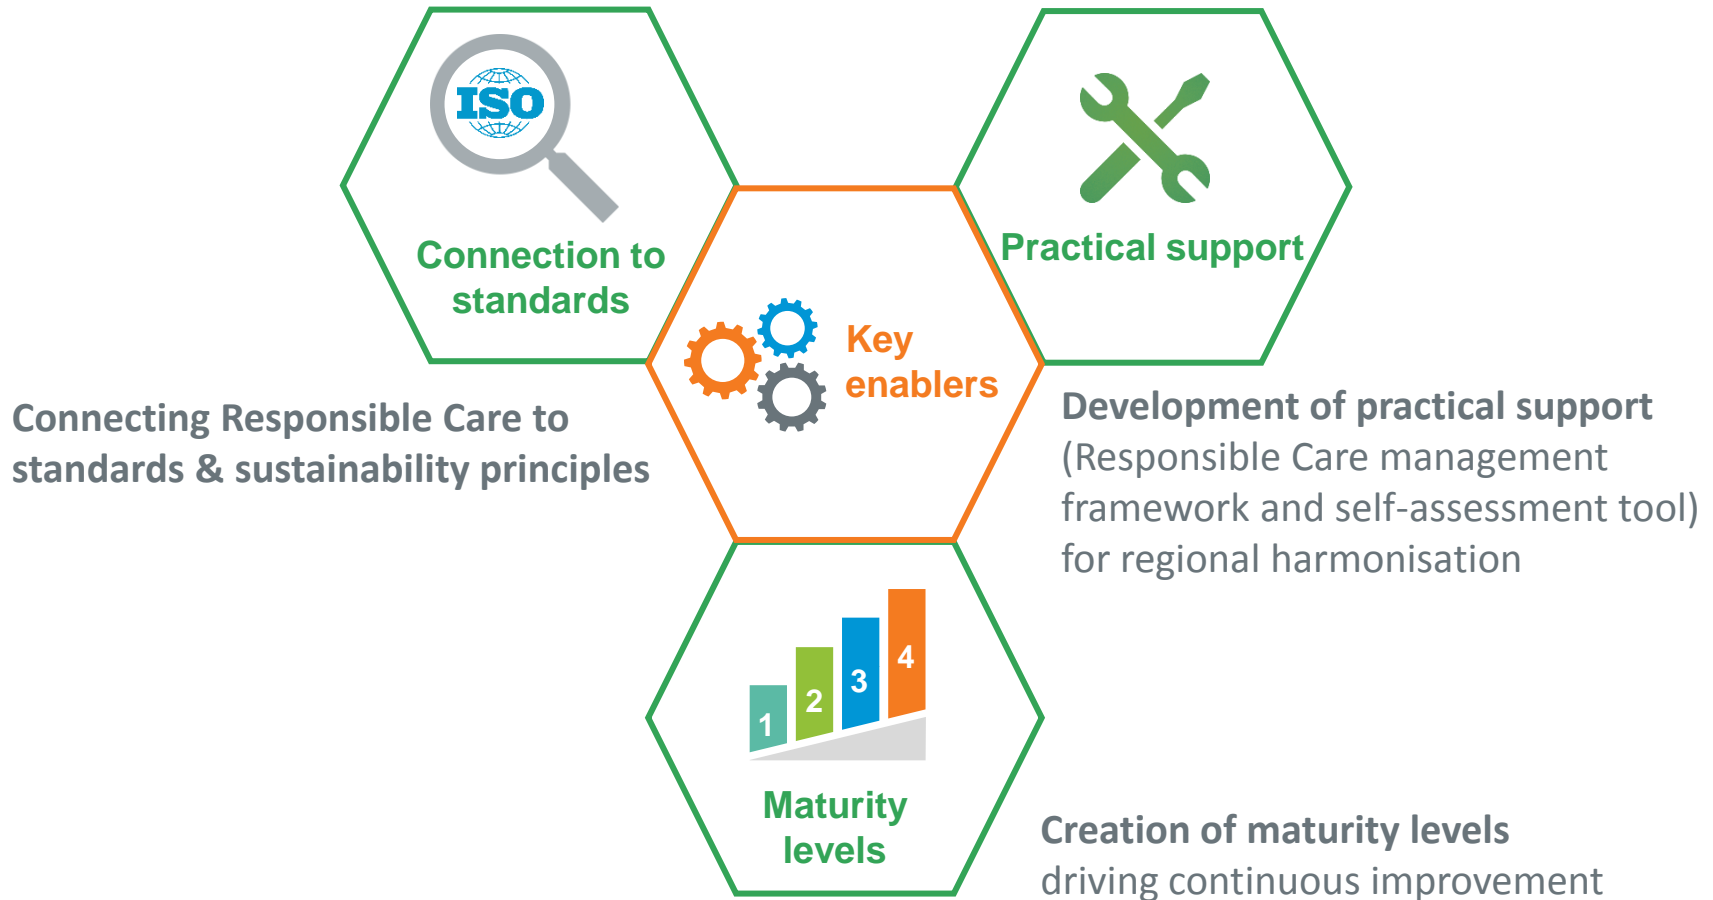 ISO
Connection to
standards
Practical support
Key
enablers
Connecting Responsible Care to
standards & sustainability principles
Development of practical support
(Responsible Care management
framework and self-assessment tool)
for regional harmonisation
1
2
3
4
Maturity
levels
Creation of maturity levels
driving continuous improvement